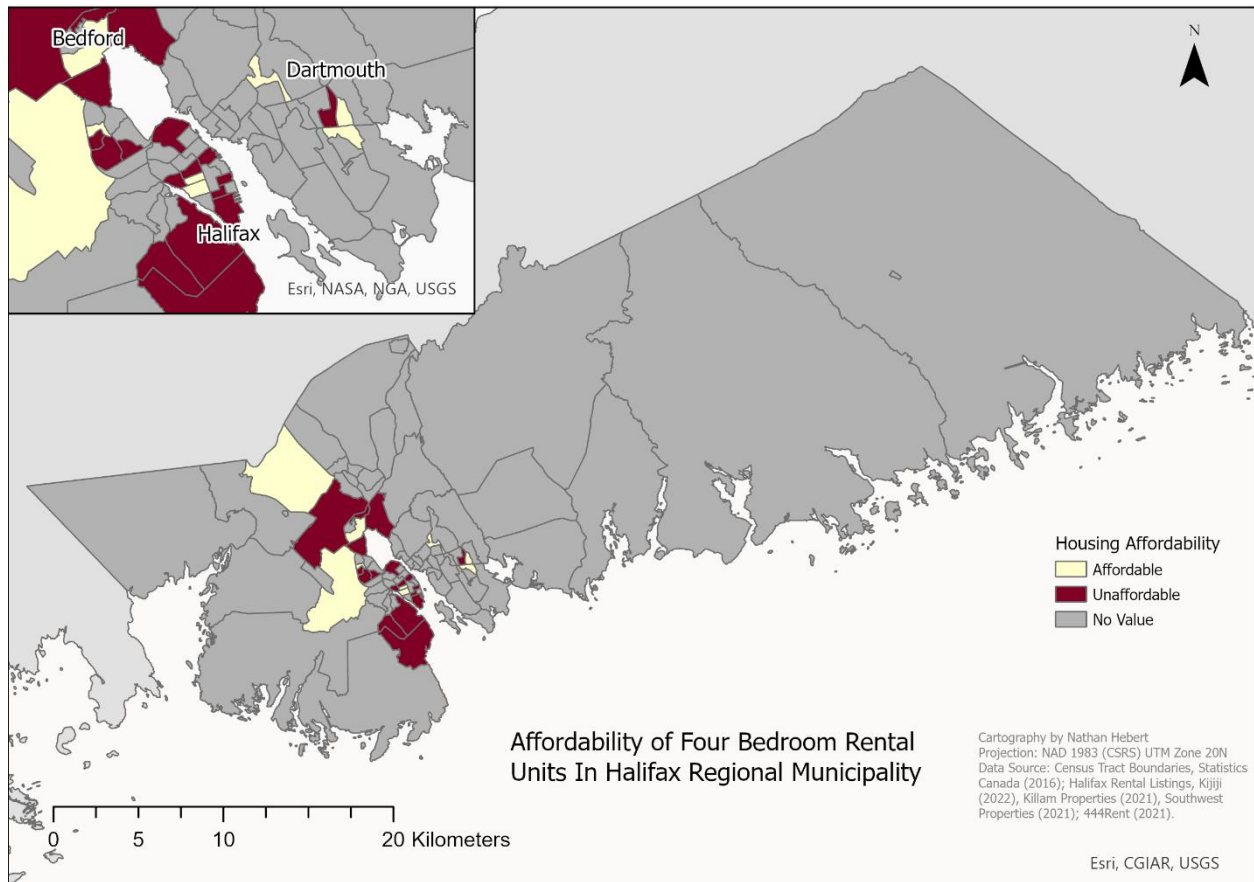 Bedford
Dartmouth
Halifax
Esri, NASA, NGA, USGS
N
Housing Affordability
Affordable
Unaffordable
No Value
Affordability of Four Bedroom Rental
Units In Halifax Regional Municipality
Cartography by Nathan Hebert
Projection: NAD 1983 (CSRS) UTM Zone 20N
Data Source: Census Tract Boundaries, Statistics
Canada (2016); Halifax Rental Listings, Kijiji
(2022), Killam Properties (2021), Southwest
Properties (2021); 444Rent (2021).
0 5 10 20 Kilometers
Esri, CGIAR, USGS